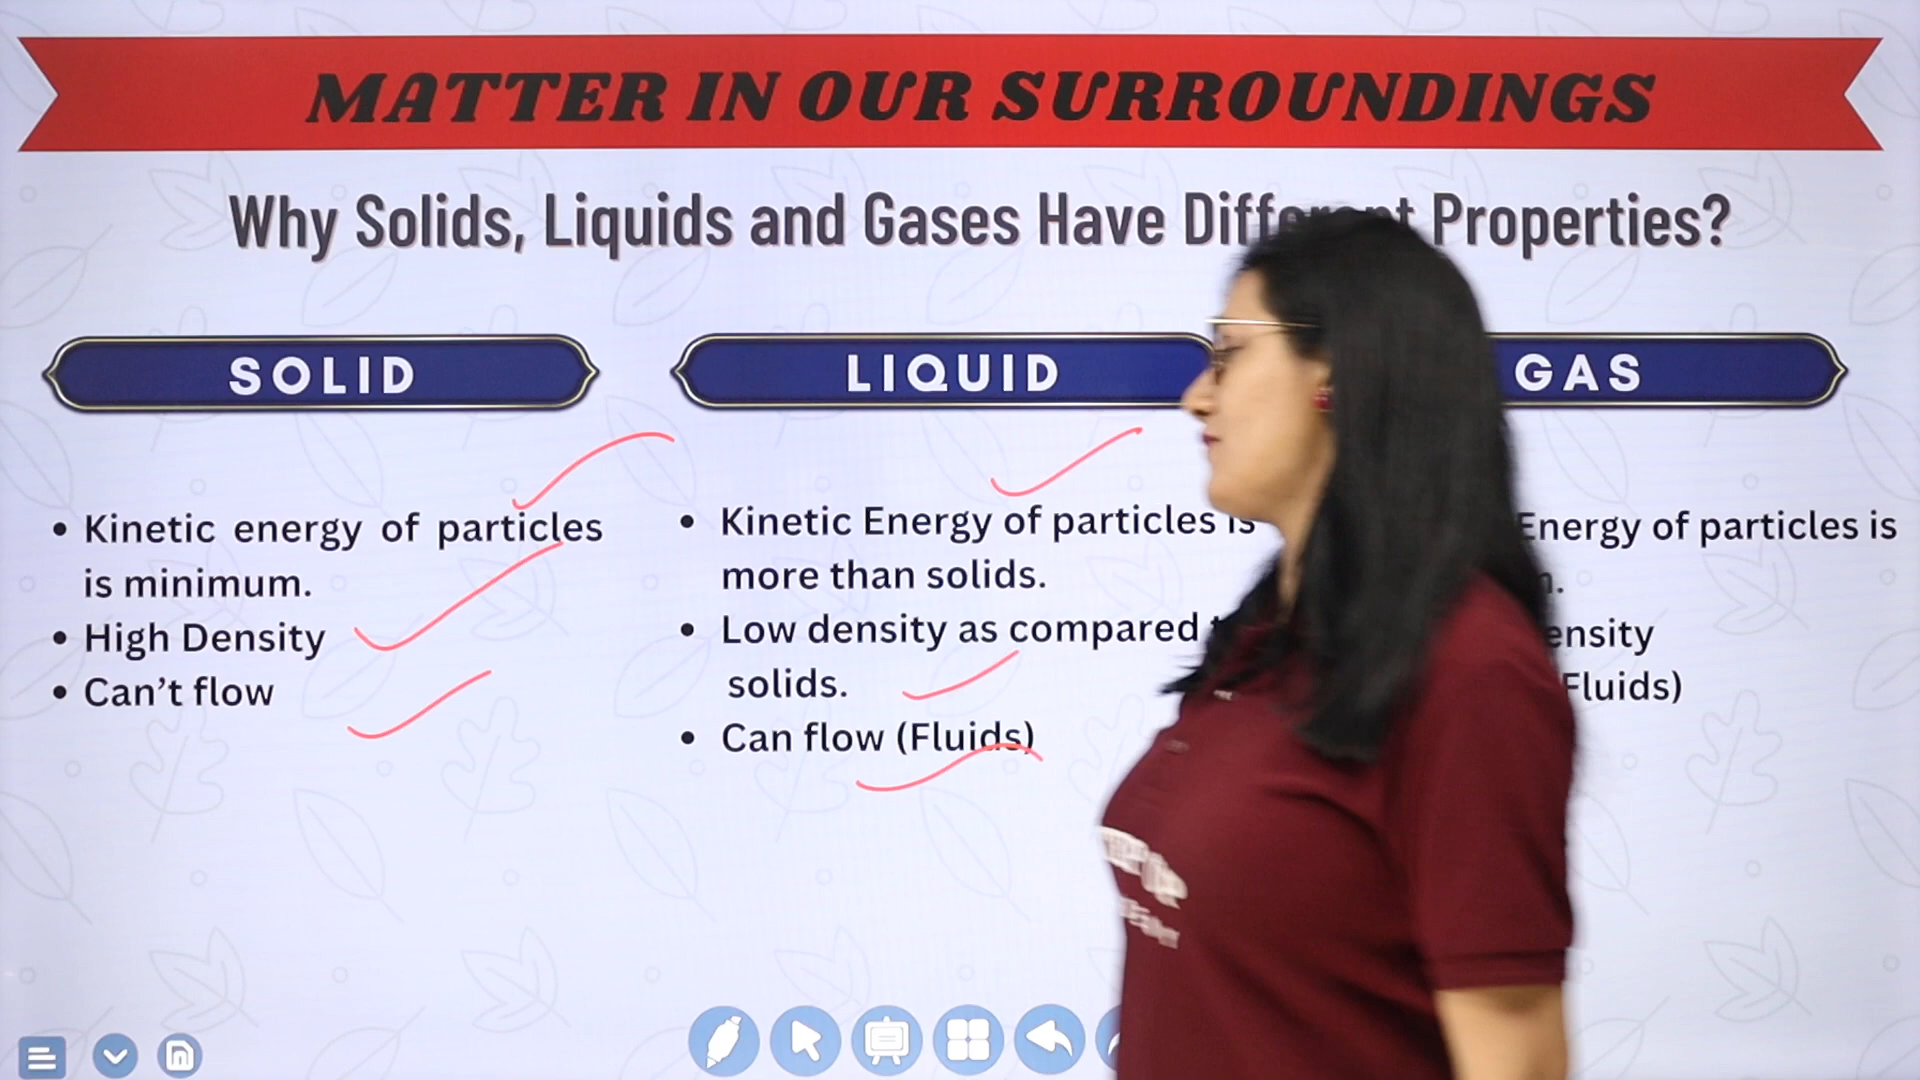 MATTER IN OUR SURROUNDINGS
Why Solids, Liquids and Gases Have Different Properties?
SOLID
• Kinetic energy of particles
is minimum.
• High Density
• Can't flow
LIQUID
• Kinetic Energy of particles is
more than solids.
• Low density as compared
solids.
• Can flow (Fluids)
GAS
Energy of particles is
Fluids)